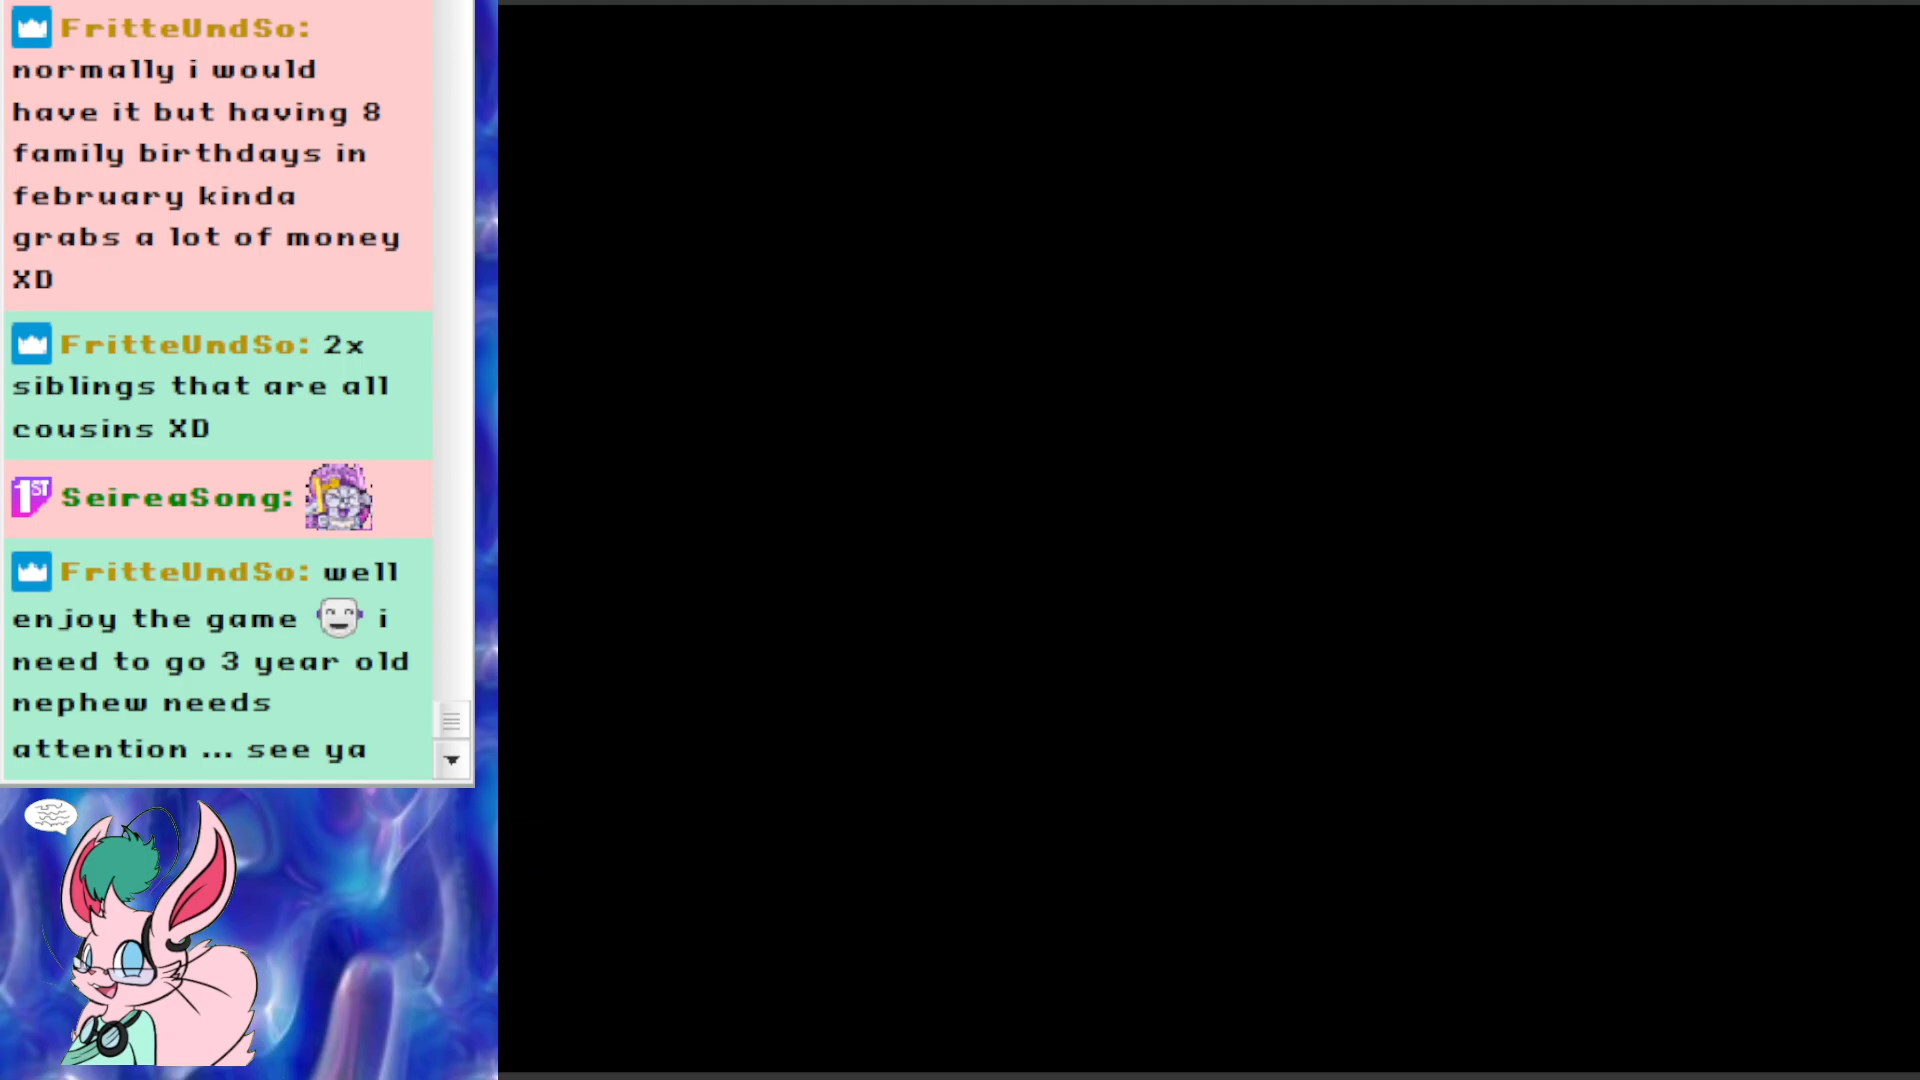 FritteUndSo:
normally i would
have it but having 8
family birthdays in
february kinda
grabs a lot of money
XD
FritteUndSo: 2x
siblings that are all
cousins XD
1ST SeireaSong:
FritteUndSo: well
enjoy the game i
need to go 3 year old
nephew needs
attention ... see ya